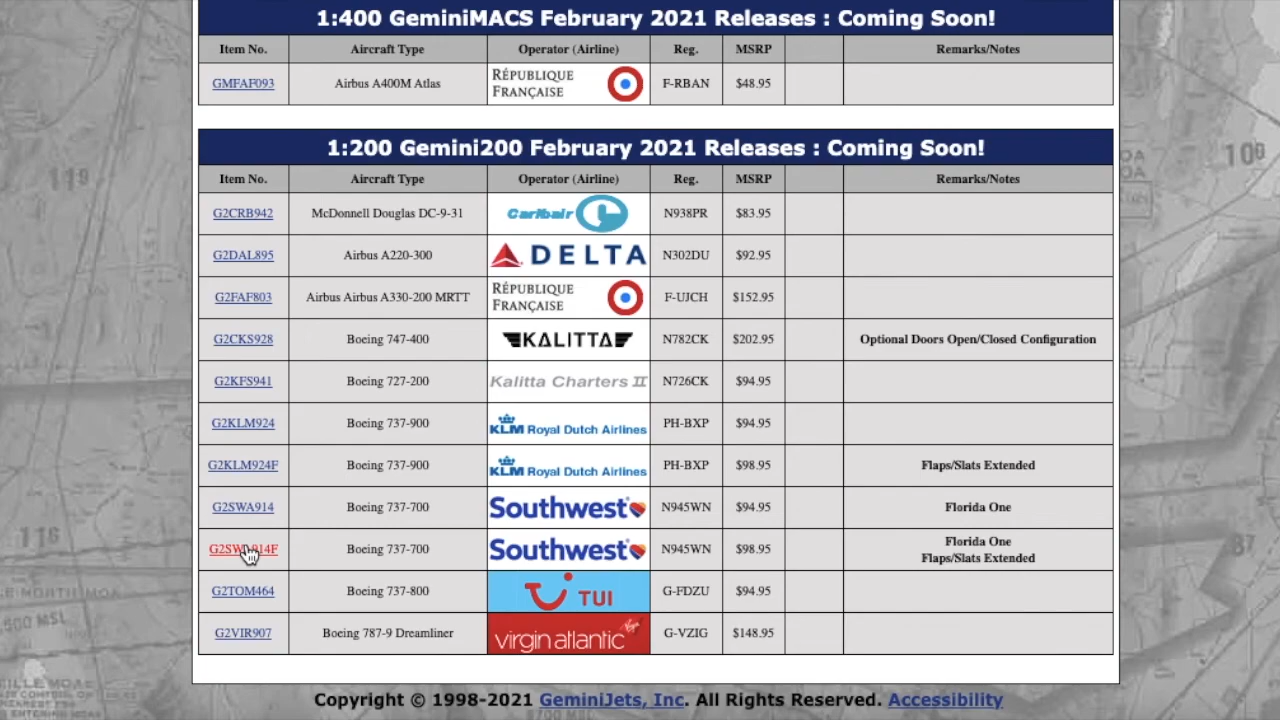 1:400 GeminiMACS February 2021 Releases : Coming Soon!
Item No. Aircraft Type Operator (Airline) Reg. MSRP Remarks/Notes
GMFAF093 Airbus A400M Atlas RÉPUBLIQUE FRANÇAISE F-RBAN $48.95
1:200 Gemini200 February 2021 Releases : Coming Soon!
Item No. Aircraft Type Operator (Airline) Reg. MSRP Remarks/Notes
G2CRB942 McDonnell Douglas DC-9-31 Caribair N938PR $83.95
G2DAL895 Airbus A220-300 DELTA N302DU $92.95
G2FAF803 Airbus Airbus A330-200 MRTT RÉPUBLIQUE FRANÇAISE F-UJCH $152.95
G2CKS928 Boeing 747-400 KALITTA N782CK $202.95 Optional Doors Open/Closed Configuration
G2KFS941 Boeing 727-200 Kalitta Charters II N726CK $94.95
G2KLM924 Boeing 737-900 KLM Royal Dutch Airlines PH-BXP $94.95
G2KLM924F Boeing 737-900 KLM Royal Dutch Airlines PH-BXP $98.95 Flaps/Slats Extended
G2SWA914 Boeing 737-700 Southwest N945WN $94.95 Florida One
G2SWA914F Boeing 737-700 Southwest N945WN $98.95 Florida One Flaps/Slats Extended
G2TOM464 Boeing 737-800 TUI G-FDZU $94.95
G2VIR907 Boeing 787-9 Dreamliner virgin atlantic G-VZIG $148.95
Copyright © 1998-2021 GeminiJets, Inc. All Rights Reserved. Accessibility
119
100
116
87